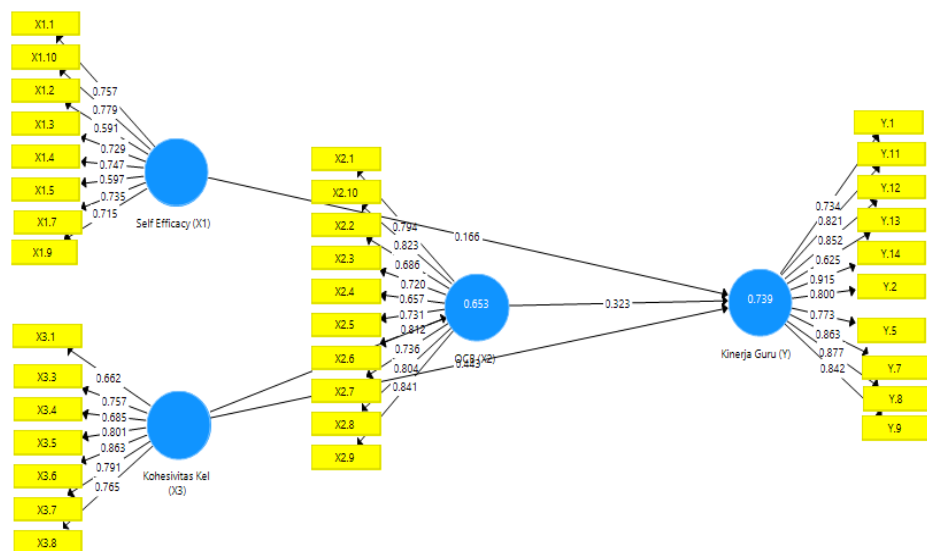 X1.1
X1.10
X1.2
X1.3
X1.4
X1.5
X1.7
X1.9
0.757
0.779
0.591
0.729
0.747
0.597
0.735
0.715
Self Efficacy (X1)
X3.1
X3.3
X3.4
X3.5
X3.6
X3.7
X3.8
0.662
0.757
0.685
0.801
0.863
0.791
0.765
Kohesivitas Kel
(X3)
X2.1
X2.10
X2.2
X2.3
X2.4
X2.5
X2.6
X2.7
X2.8
X2.9
0.794
0.823
0.686
0.720
0.657
0.731
0.812
0.736
0.804
0.841
0.653
OCB (X2)
0.166
0.323
0.443
0.739
Kinerja Guru (Y)
0.734
0.821
0.852
0.625
0.915
0.800
0.773
0.863
0.877
0.842
Y.1
Y.11
Y.12
Y.13
Y.14
Y.2
Y.5
Y.7
Y.8
Y.9